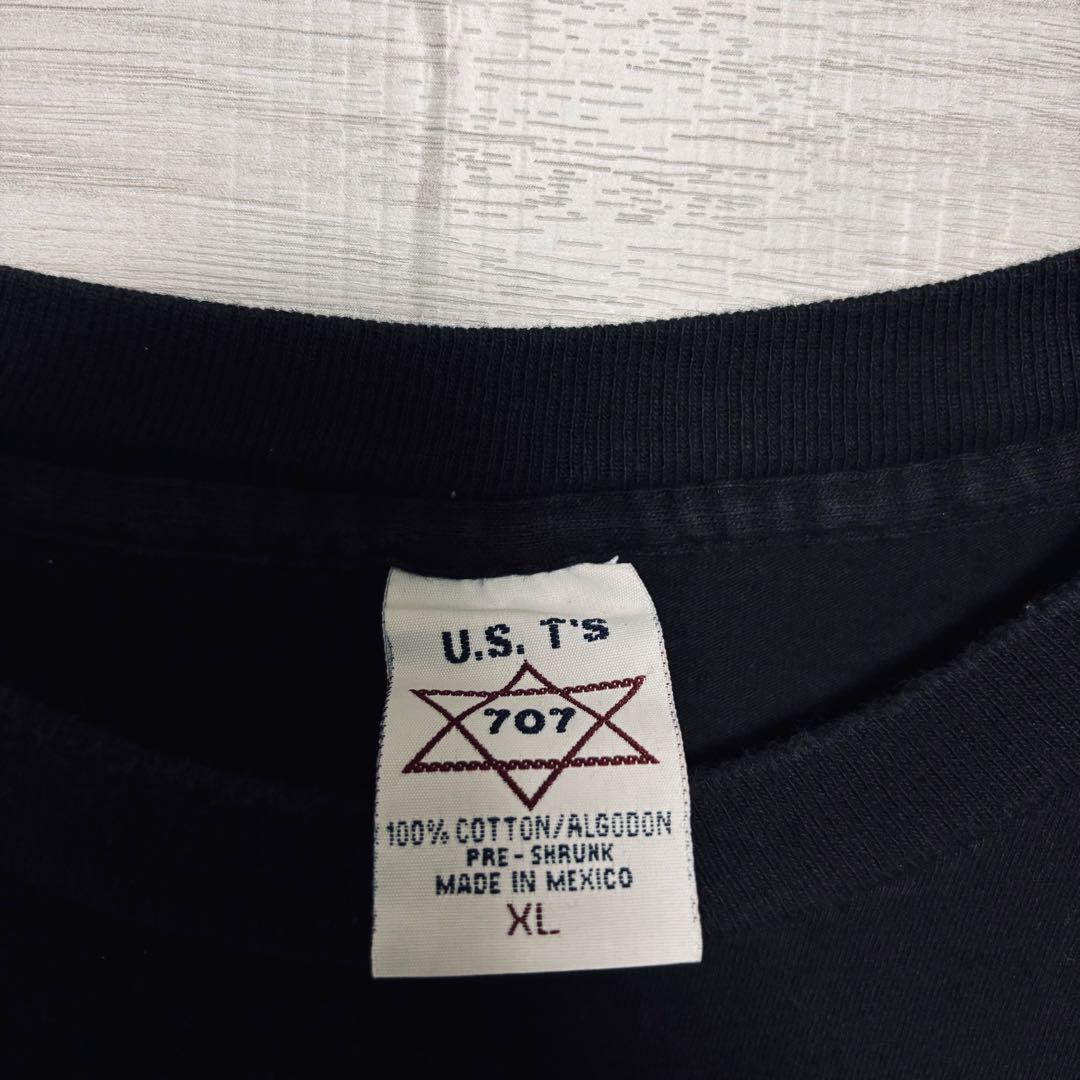 U.S. T'S
707
100% COTTON/ALGODON
PRE-SHRUNK
MADE IN MEXICO
XL